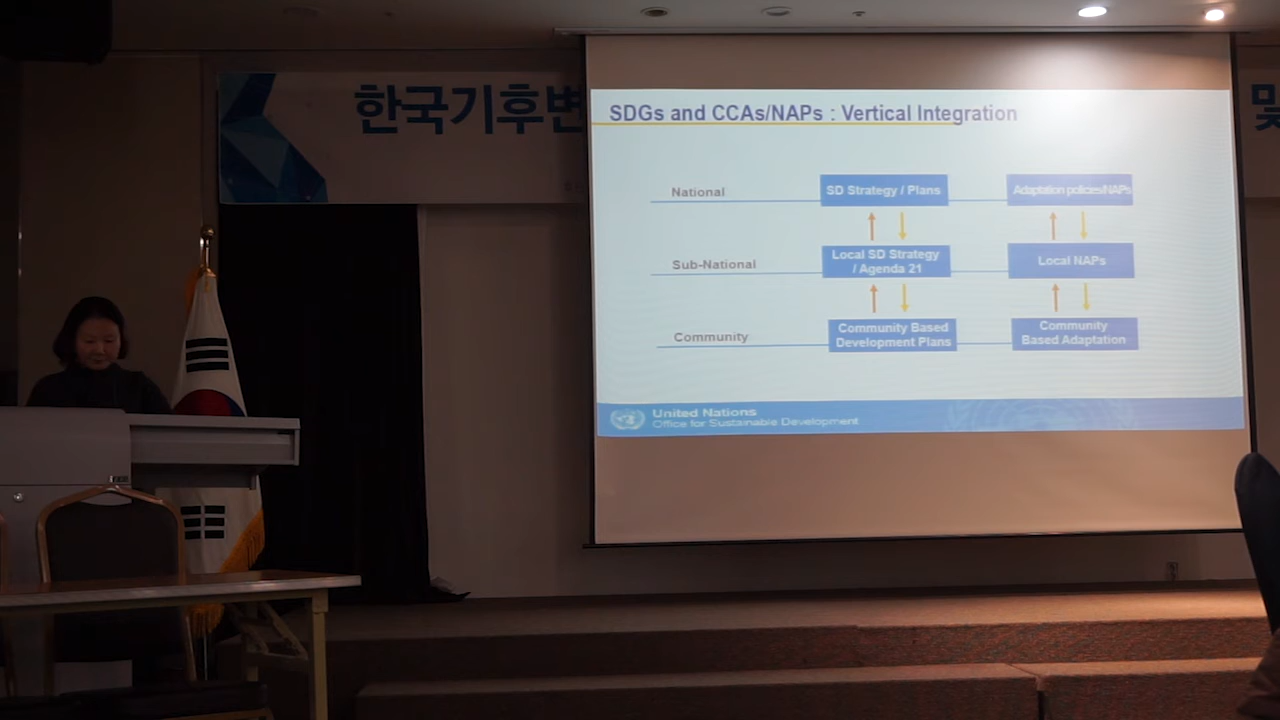 한국기후변
및
SDGs and CCAs/NAPs : Vertical Integration
National
SD Strategy / Plans
Adaptation policies/NAPs
Sub-National
Local SD Strategy
/ Agenda 21
Local NAPs
Community
Community Based
Development Plans
Community
Based Adaptation
United Nations
Office for Sustainable Development